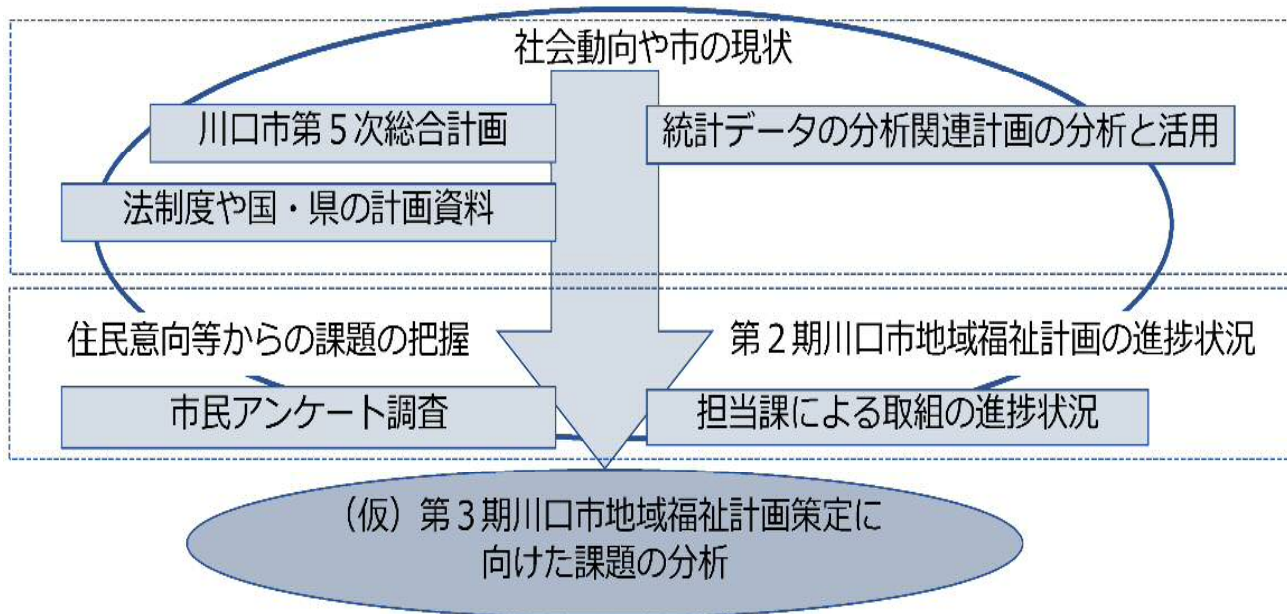 社会動向や市の現状
川口市第５次総合計画
統計データの分析関連計画の分析と活用
法制度や国・県の計画資料
住民意向等からの課題の把握
第２期川口市地域福祉計画の進捗状況
市民アンケート調査
担当課による取組の進捗状況
（仮）第３期川口市地域福祉計画策定に
向けた課題の分析